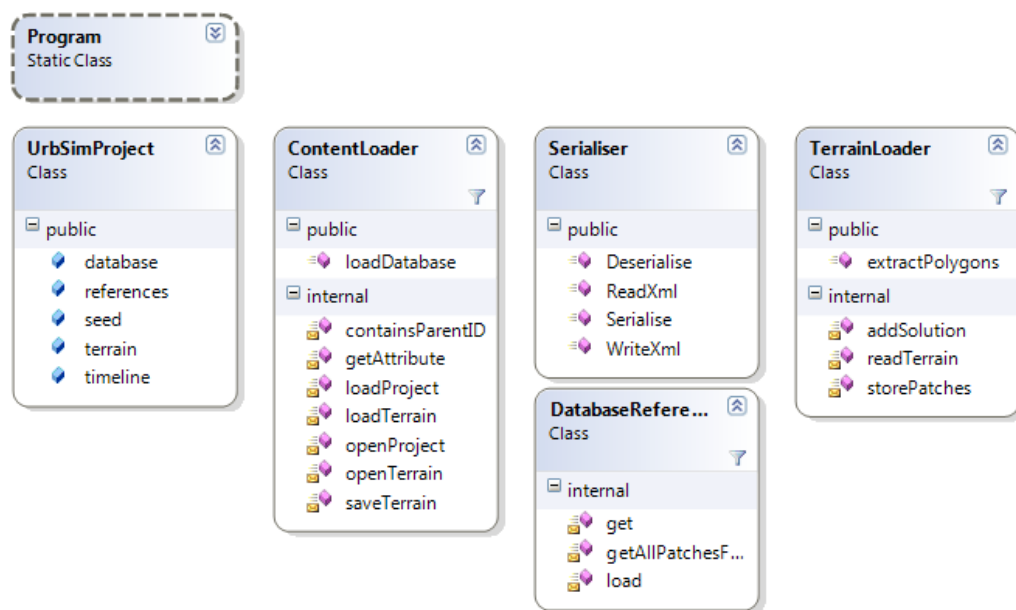 Program
Static Class
UrbSimProject
Class
public
database
references
seed
terrain
timeline
ContentLoader
Class
public
loadDatabase
internal
containsParentID
getAttribute
loadProject
loadTerrain
openProject
openTerrain
saveTerrain
Serialiser
Class
public
Deserialise
ReadXml
Serialise
WriteXml
DatabaseRefere...
Class
internal
get
getAllPatchesF...
load
TerrainLoader
Class
public
extractPolygons
internal
addSolution
readTerrain
storePatches